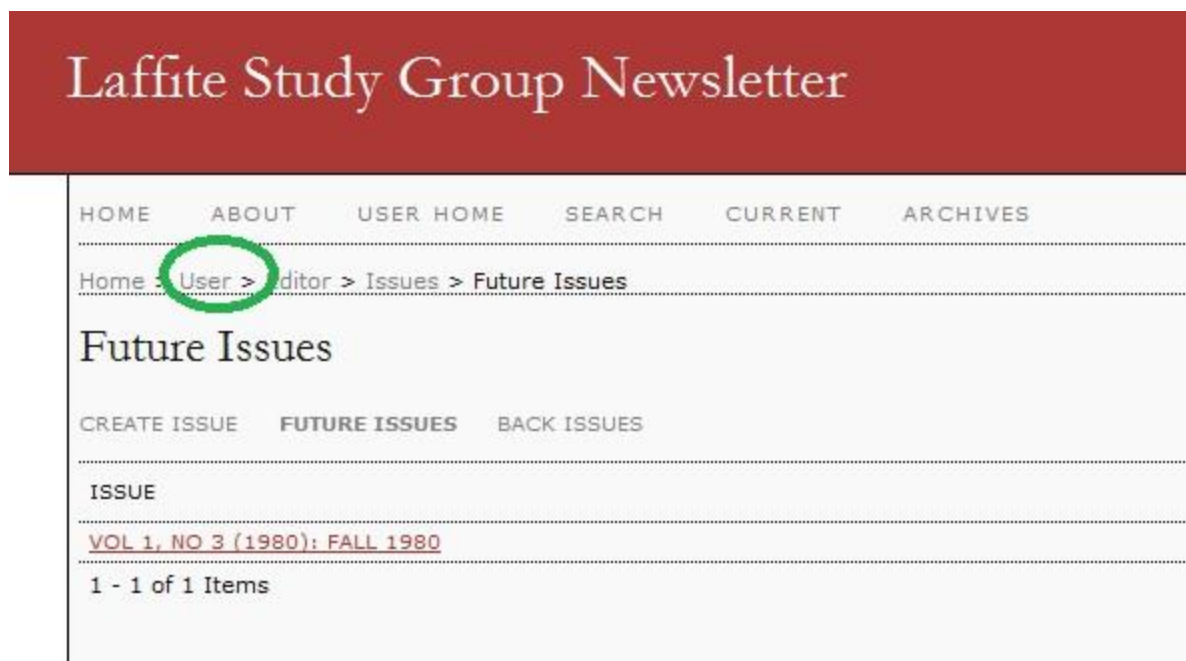 Laffite Study Group Newsletter
HOME ABOUT USER HOME SEARCH CURRENT ARCHIVES
Home > User > Editor > Issues > Future Issues
Future Issues
CREATE ISSUE FUTURE ISSUES BACK ISSUES
ISSUE
VOL 1, NO 3 (1980): FALL 1980
1 - 1 of 1 Items